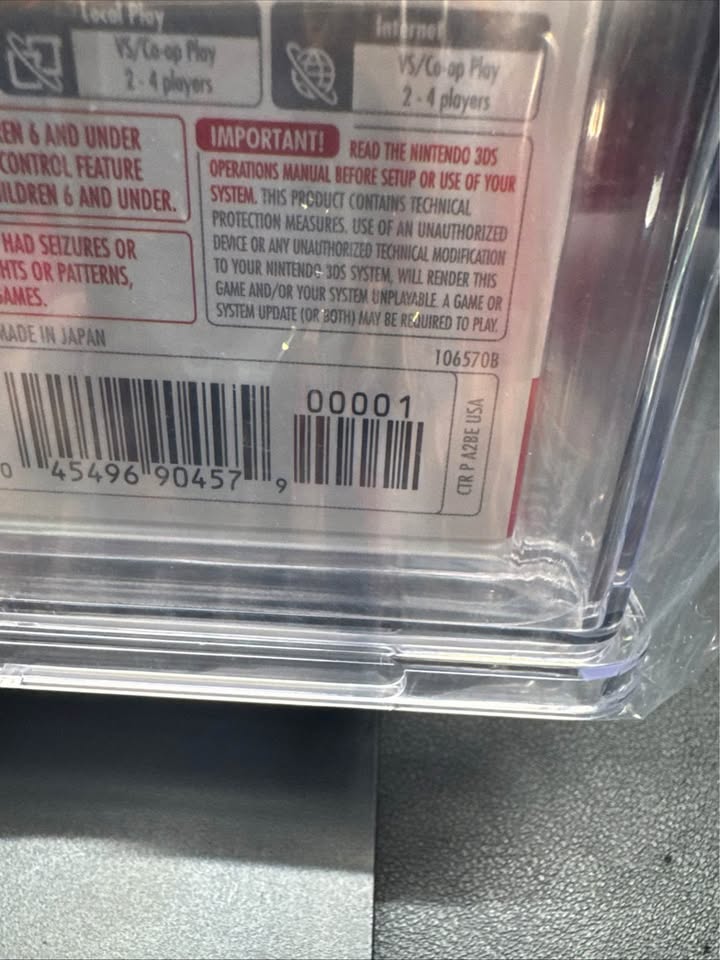 Local Play
VS/Co-op Play
2 - 4 players
Internet
VS/Co-op Play
2 - 4 players
EN 6 AND UNDER
CONTROL FEATURE
ILDREN 6 AND UNDER.
HAD SEIZURES OR
HTS OR PATTERNS,
GAMES.
MADE IN JAPAN
IMPORTANT! READ THE NINTENDO 3DS
OPERATIONS MANUAL BEFORE SETUP OR USE OF YOUR
SYSTEM. THIS PRODUCT CONTAINS TECHNICAL
PROTECTION MEASURES. USE OF AN UNAUTHORIZED
DEVICE OR ANY UNAUTHORIZED TECHNICAL MODIFICATION
TO YOUR NINTENDO 3DS SYSTEM, WILL RENDER THIS
GAME AND/OR YOUR SYSTEM UNPLAYABLE. A GAME OR
SYSTEM UPDATE (OR BOTH) MAY BE REQUIRED TO PLAY.
106570B
00001
0 45496 90457 9
CTR P A2BE USA